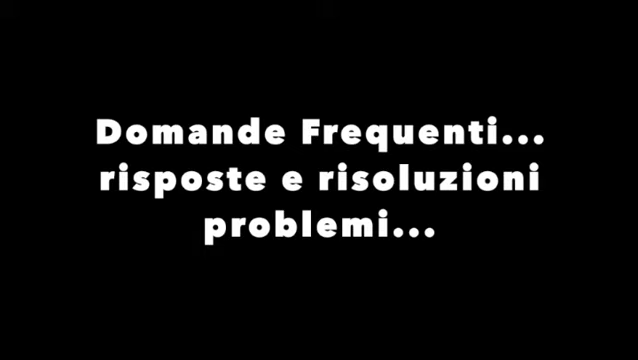 Domande Frequenti...
risposte e risoluzioni
problemi...